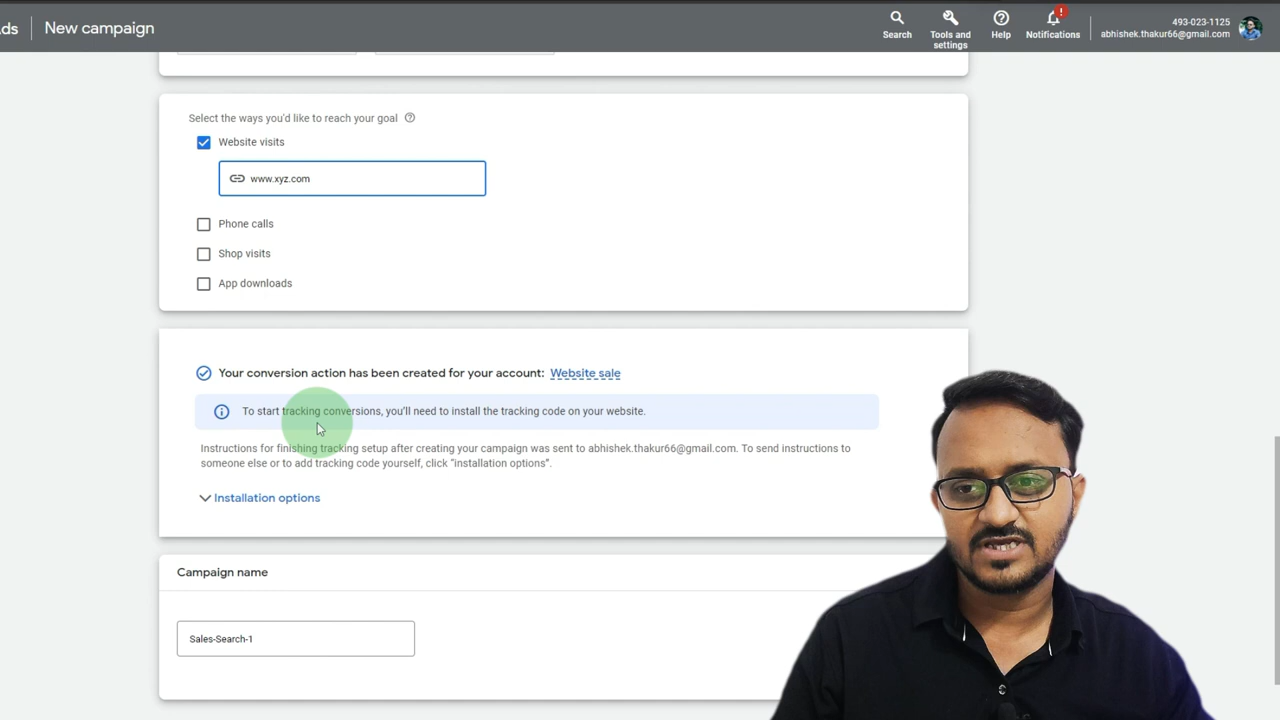 ds
New campaign
Search
Tools and
settings
Help
!
Notifications
493-023-1125
abhishek.thakur66@gmail.com
Select the ways you'd like to reach your goal
Website visits
www.xyz.com
Phone calls
Shop visits
App downloads
Your conversion action has been created for your account: Website sale
To start tracking conversions, you'll need to install the tracking code on your website.
Instructions for finishing tracking setup after creating your campaign was sent to abhishek.thakur66@gmail.com. To send instructions to
someone else or to add tracking code yourself, click "installation options".
Installation options
Campaign name
Sales-Search-1